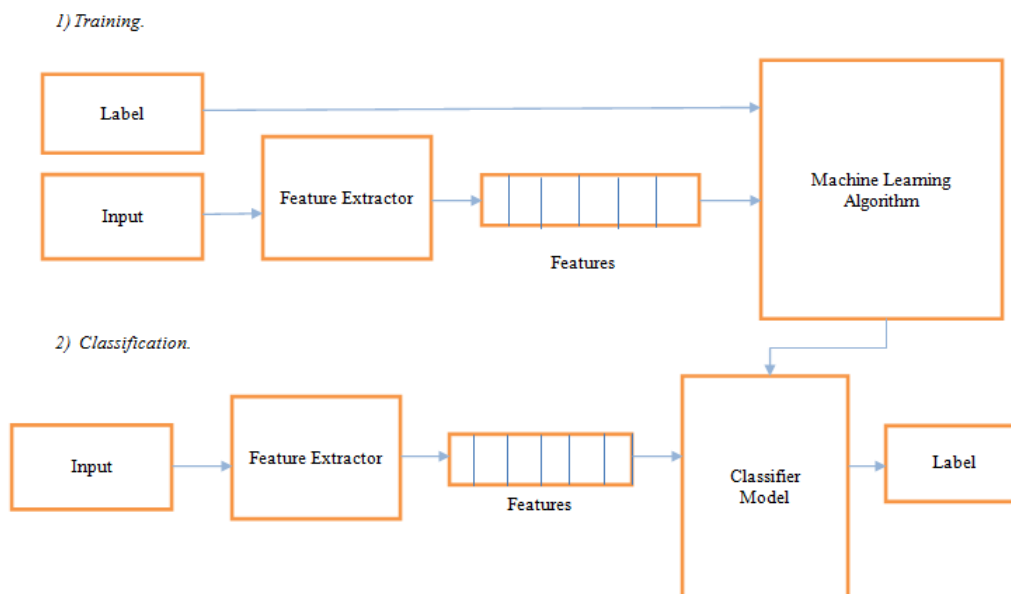 1) Training.
Label
Input
Feature Extractor
Features
Machine Learning
Algorithm
2) Classification.
Input
Feature Extractor
Features
Classifier
Model
Label